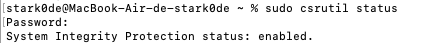 [stark0de@MacBook-Air-de-stark0de ~ % sudo csrutil status
[Password:
System Integrity Protection status: enabled.